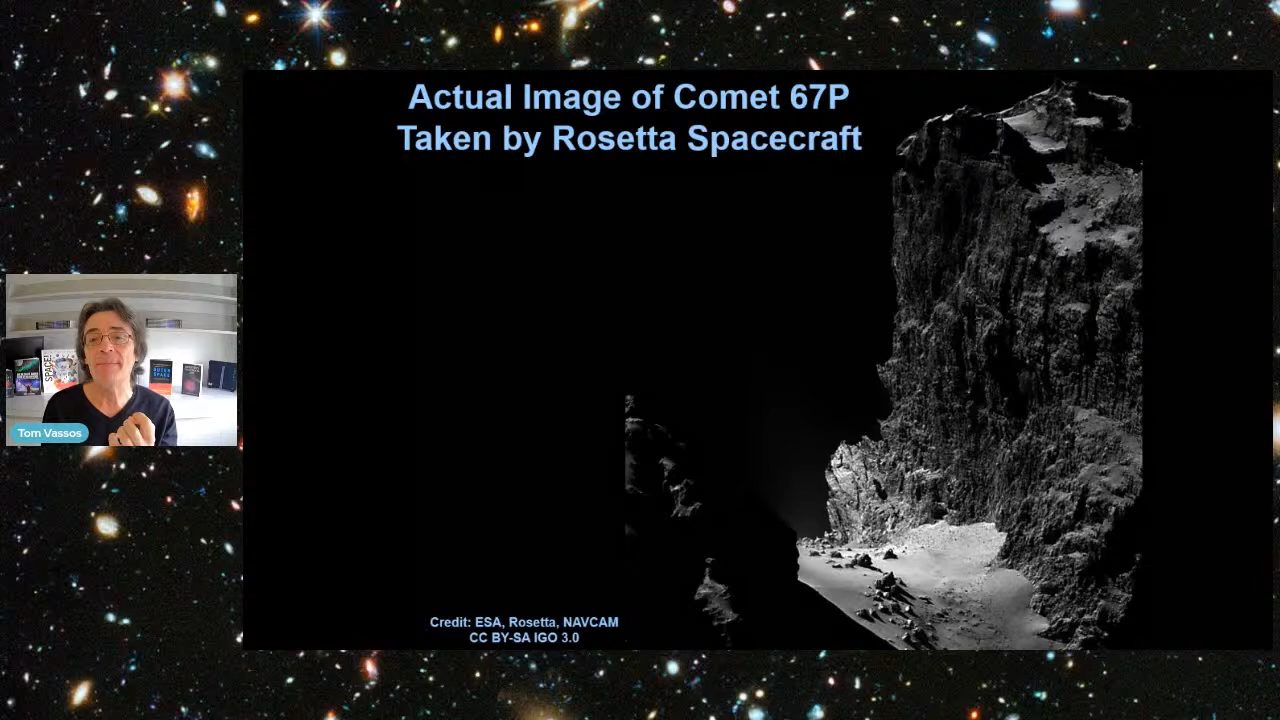 Actual Image of Comet 67P
Taken by Rosetta Spacecraft
SPACE
Tom Vassos
Credit: ESA, Rosetta, NAVCAM
CC BY-SA IGO 3.0